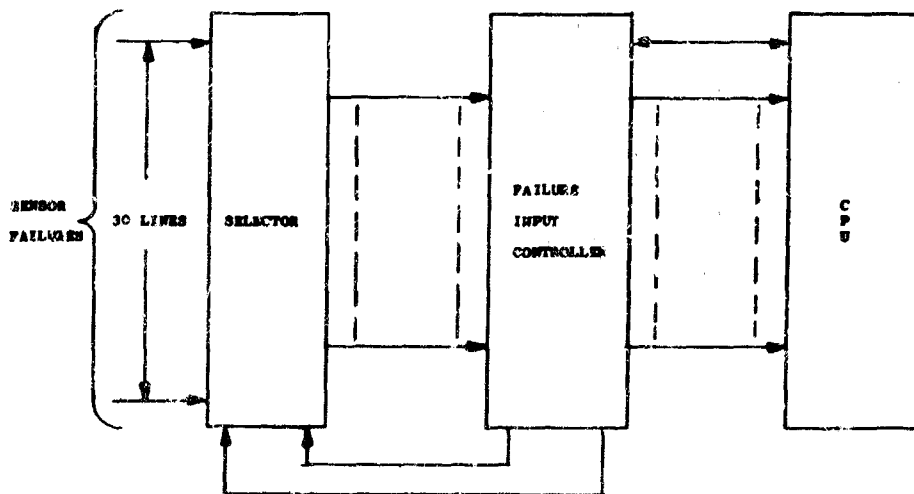 SENSOR
FAILURES
30 LINES
SELECTOR
FAILURE
INPUT
CONTROLLER
C
P
U